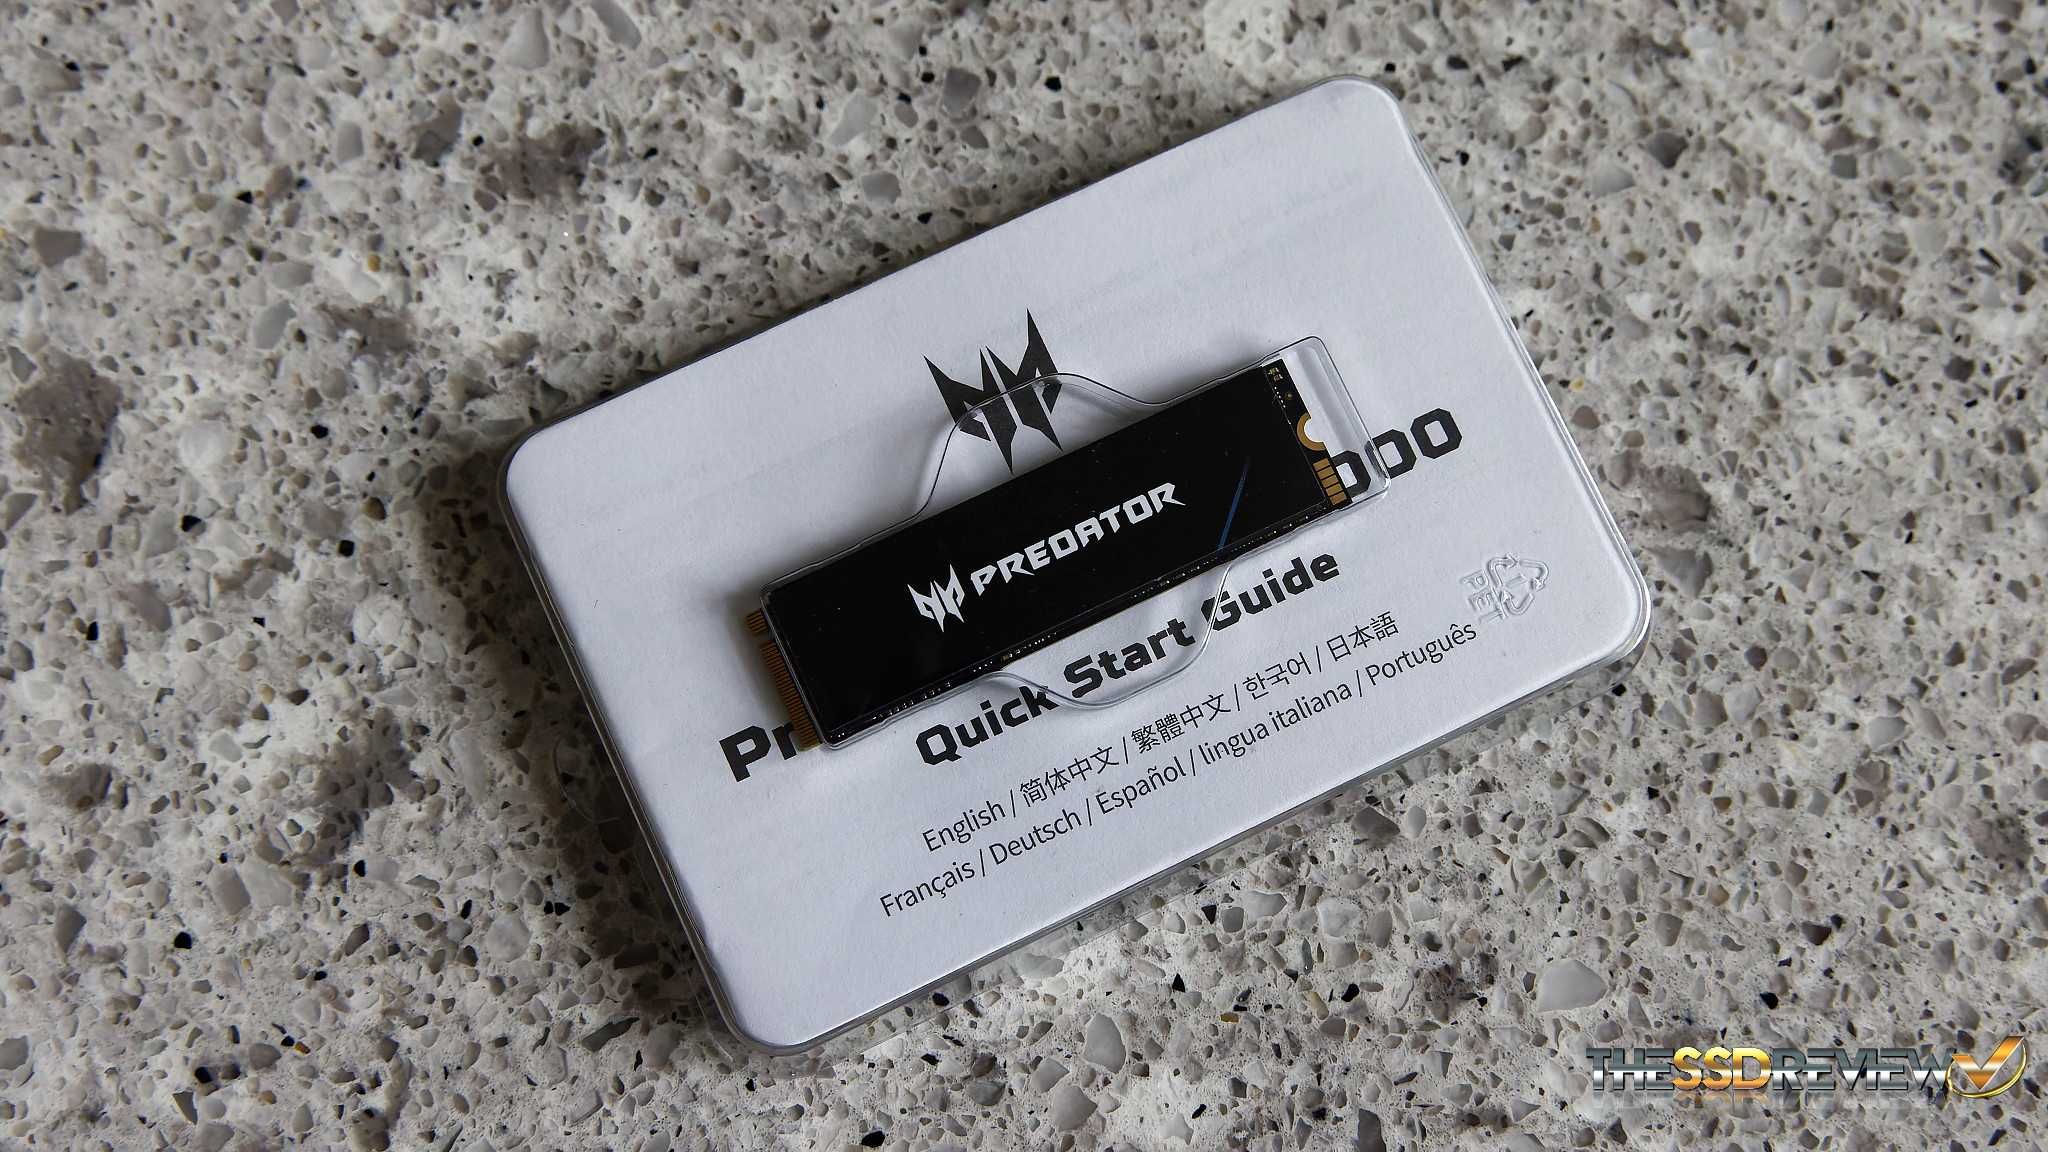 PREDATOR
Quick Start Guide
English / 简体中文 / 繁體中文 / 한국어 / 日本語
Français / Deutsch / Español / lingua italiana / Português
PET
THESSDREVIEW